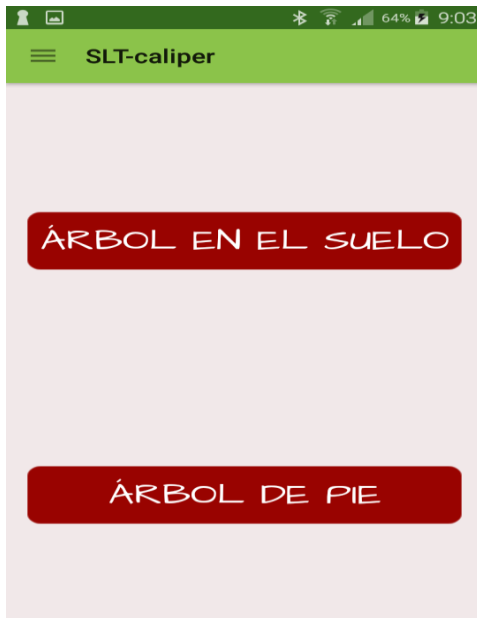 64% 9:03
SLT-caliper
ÁRBOL EN EL SUELO
ÁRBOL DE PIE